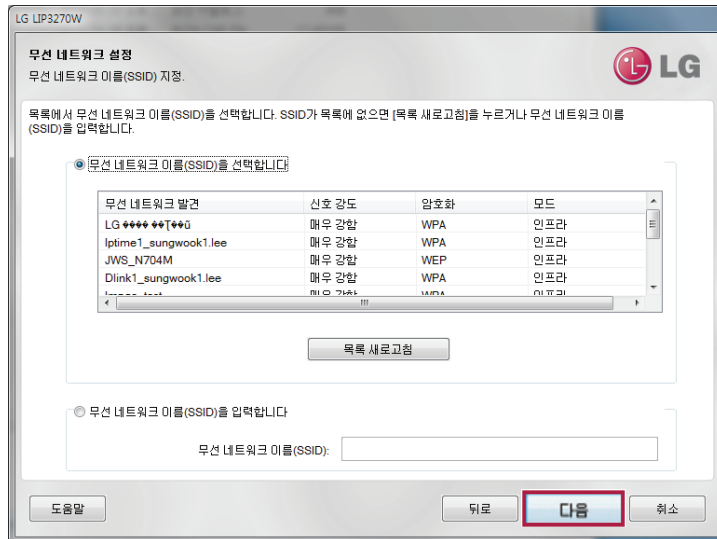 LG LIP3270W
무선 네트워크 설정
무선 네트워크 이름(SSID) 지정.
LG
목록에서 무선 네트워크 이름(SSID)을 선택합니다. SSID가 목록에 없으면 [목록 새로고침]을 누르거나 무선 네트워크 이름
(SSID)을 입력합니다.
무선 네트워크 이름(SSID)을 선택합니다
무선 네트워크 발견 신호 강도 암호화 모드
LG 매우 강함 WPA 인프라
Iptime1_sungwook1.lee 매우 강함 WPA 인프라
JWS_N704M 매우 강함 WEP 인프라
Dlink1_sungwook1.lee 매우 강함 WPA 인프라
매우 강함 WPA 인프라
목록 새로고침
무선 네트워크 이름(SSID)을 입력합니다
무선 네트워크 이름(SSID):
도움말 뒤로 다음 취소